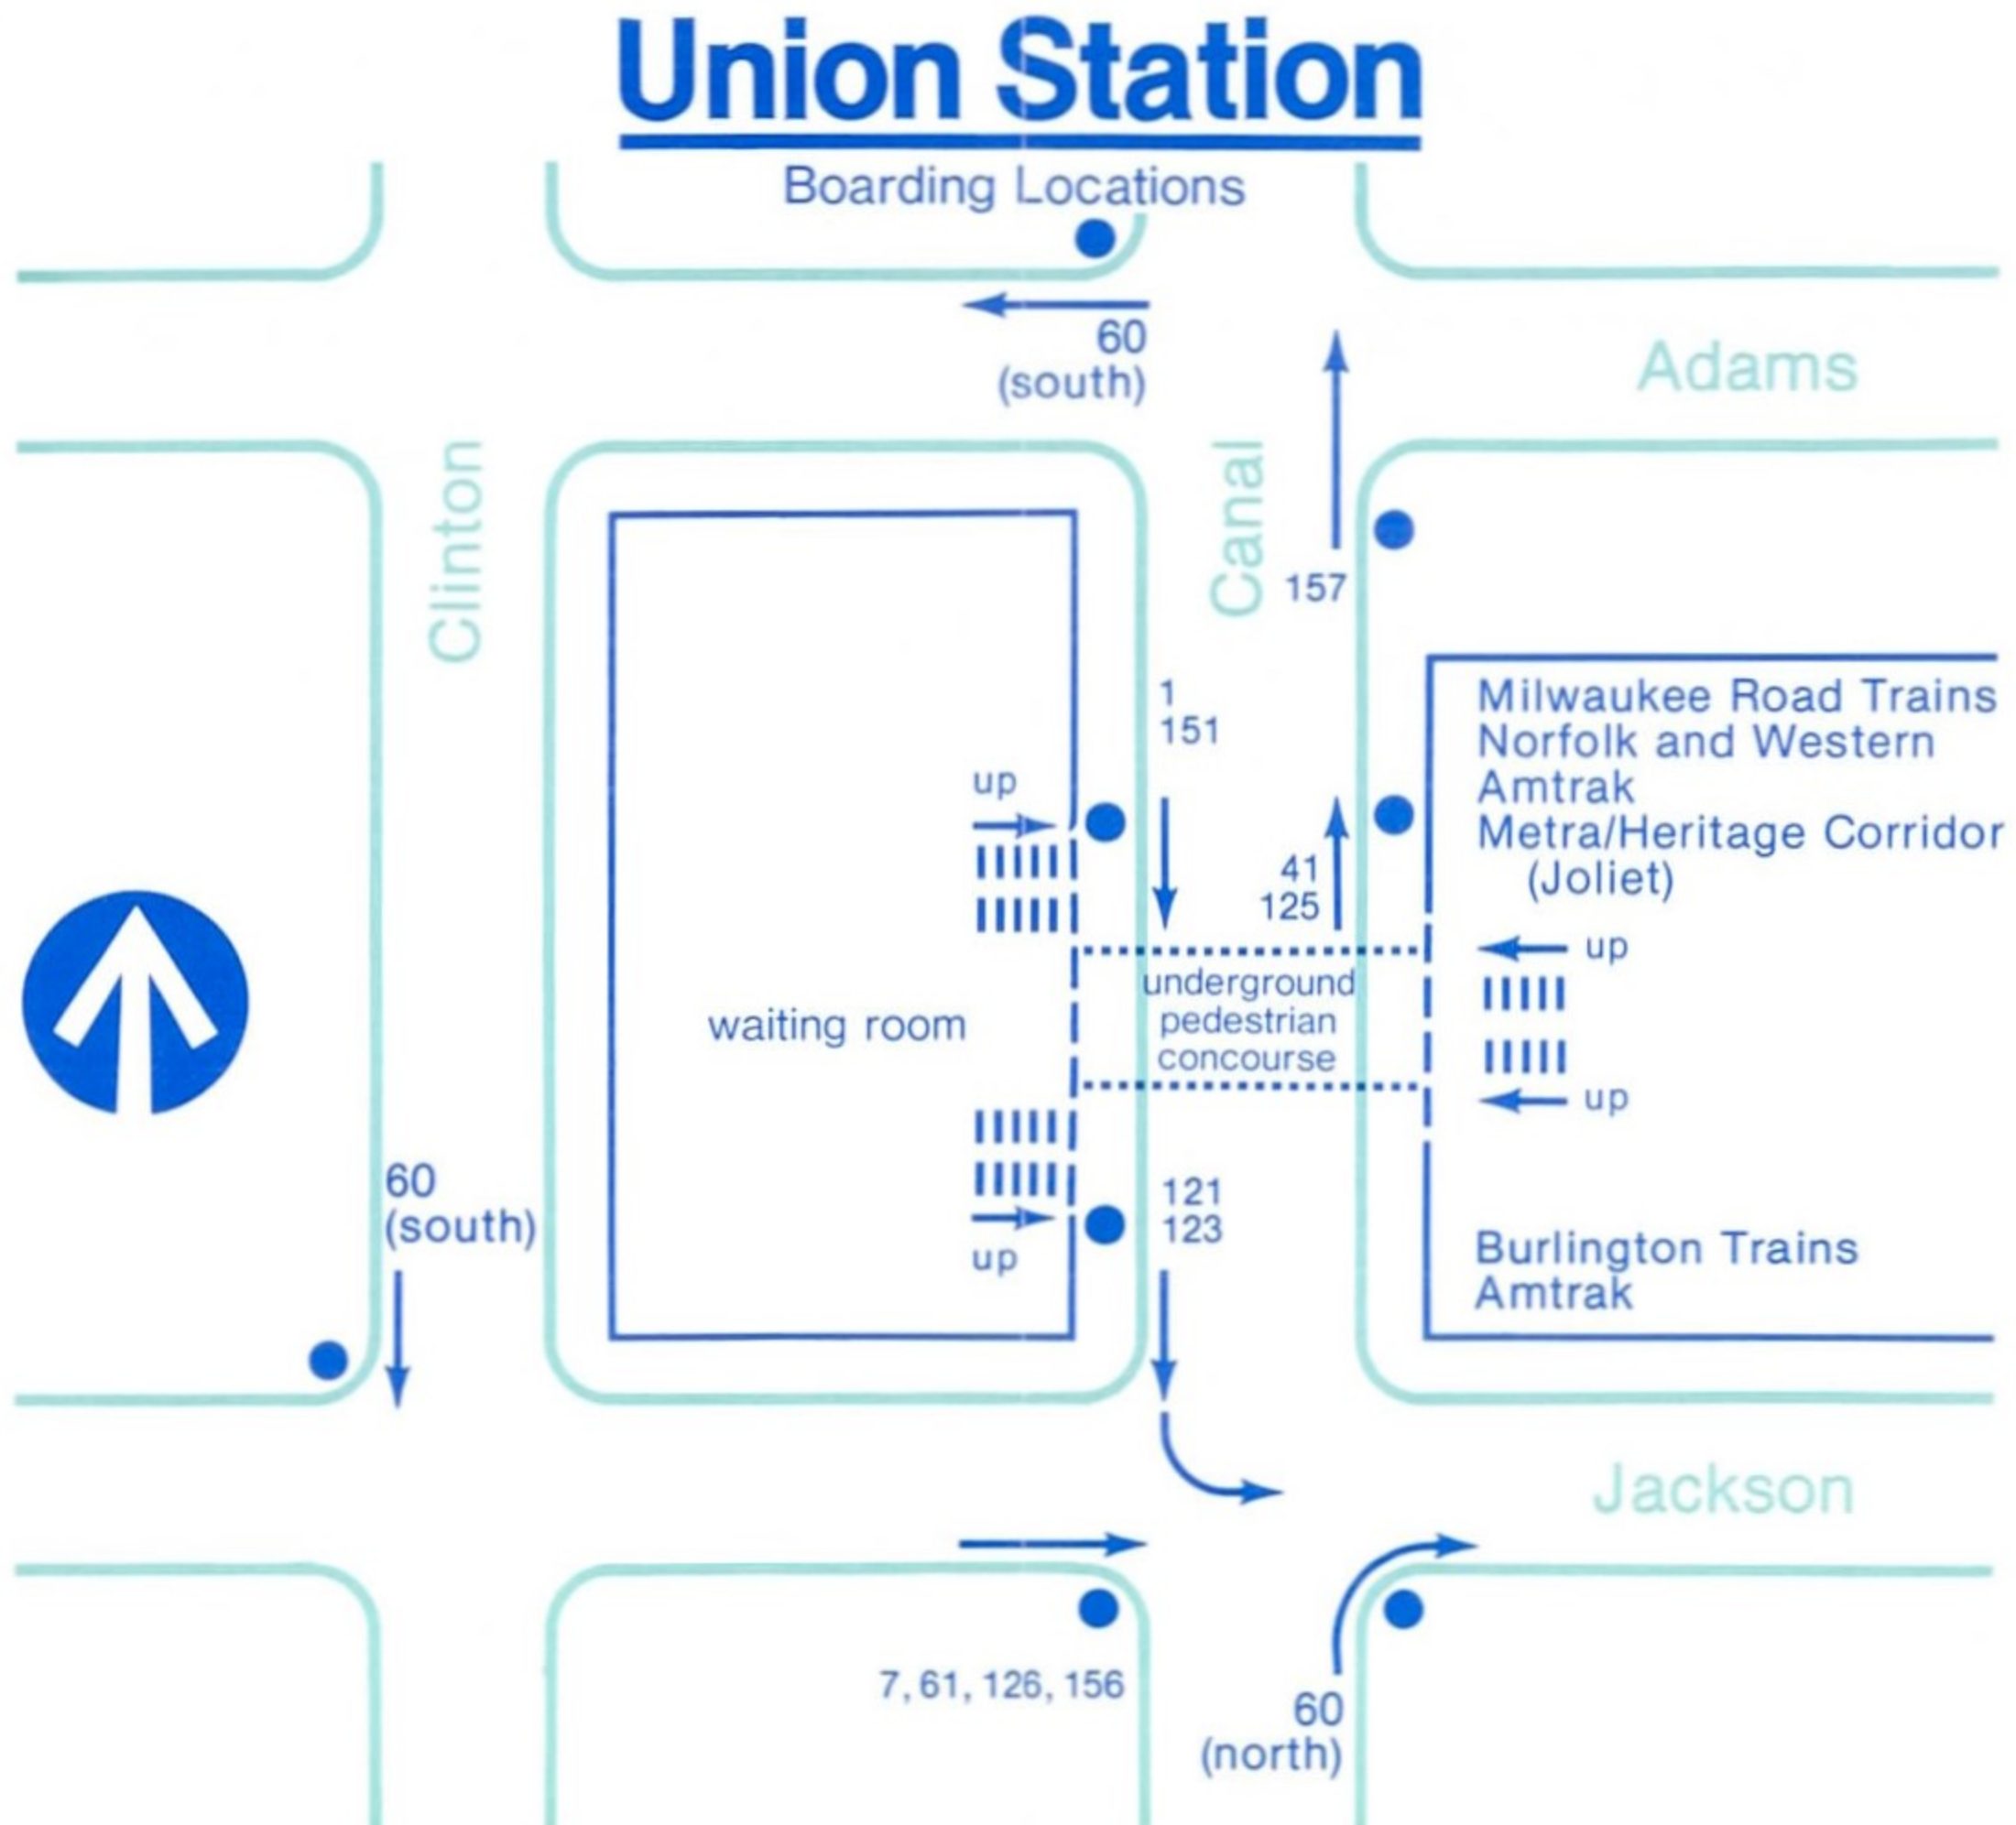 Union Station
Boarding Locations
60
(south)
Adams
Clinton
Canal
157
1
151
Milwaukee Road Trains
Norfolk and Western
Amtrak
Metra/Heritage Corridor
(Joliet)
up
41
125
up
underground
pedestrian
concourse
waiting room
up
60
(south)
121
123
up
Burlington Trains
Amtrak
Jackson
7, 61, 126, 156
60
(north)